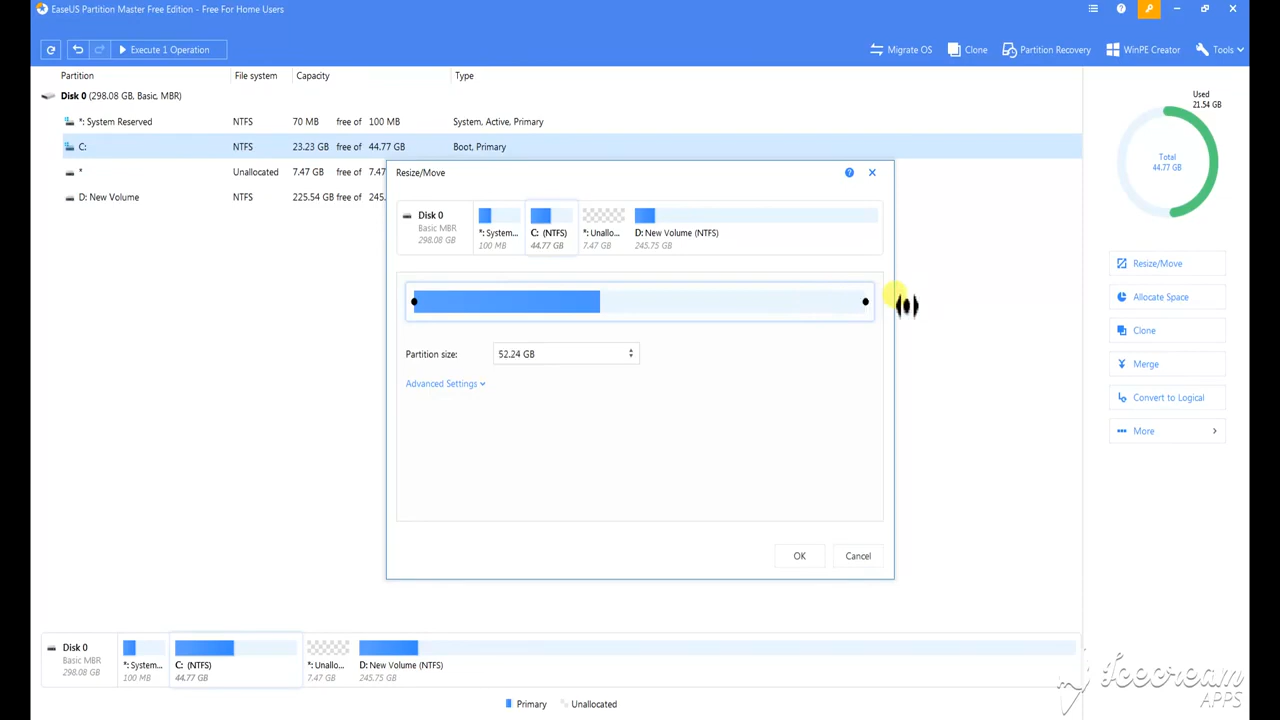 EaseUS Partition Master Free Edition - Free For Home Users
Execute 1 Operation
Migrate OS
Clone
Partition Recovery
WinPE Creator
Tools
Partition File system Capacity Type
Disk 0 (298.08 GB, Basic, MBR)
*: System Reserved NTFS 70 MB free of 100 MB System, Active, Primary
C: NTFS 23.23 GB free of 44.77 GB Boot, Primary
* Unallocated 7.47 GB free of 7.47
D: New Volume NTFS 225.54 GB free of 245.
Resize/Move
Disk 0
Basic MBR
298.08 GB
*: System...
100 MB
C: (NTFS)
44.77 GB
*: Unallo...
7.47 GB
D: New Volume (NTFS)
245.75 GB
Partition size: 52.24 GB
Advanced Settings
OK
Cancel
Used
21.54 GB
Total
44.77 GB
Resize/Move
Allocate Space
Clone
Merge
Convert to Logical
More
Disk 0
Basic MBR
298.08 GB
*: System...
100 MB
C: (NTFS)
44.77 GB
*: Unallo...
7.47 GB
D: New Volume (NTFS)
245.75 GB
Primary
Unallocated
Icecream
APPS